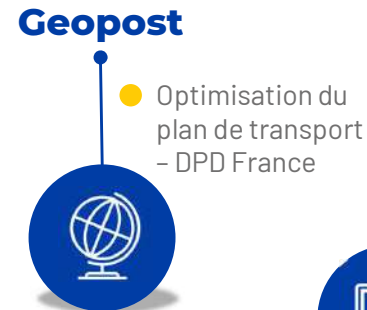 Geopost
Optimisation du
plan de transport
– DPD France